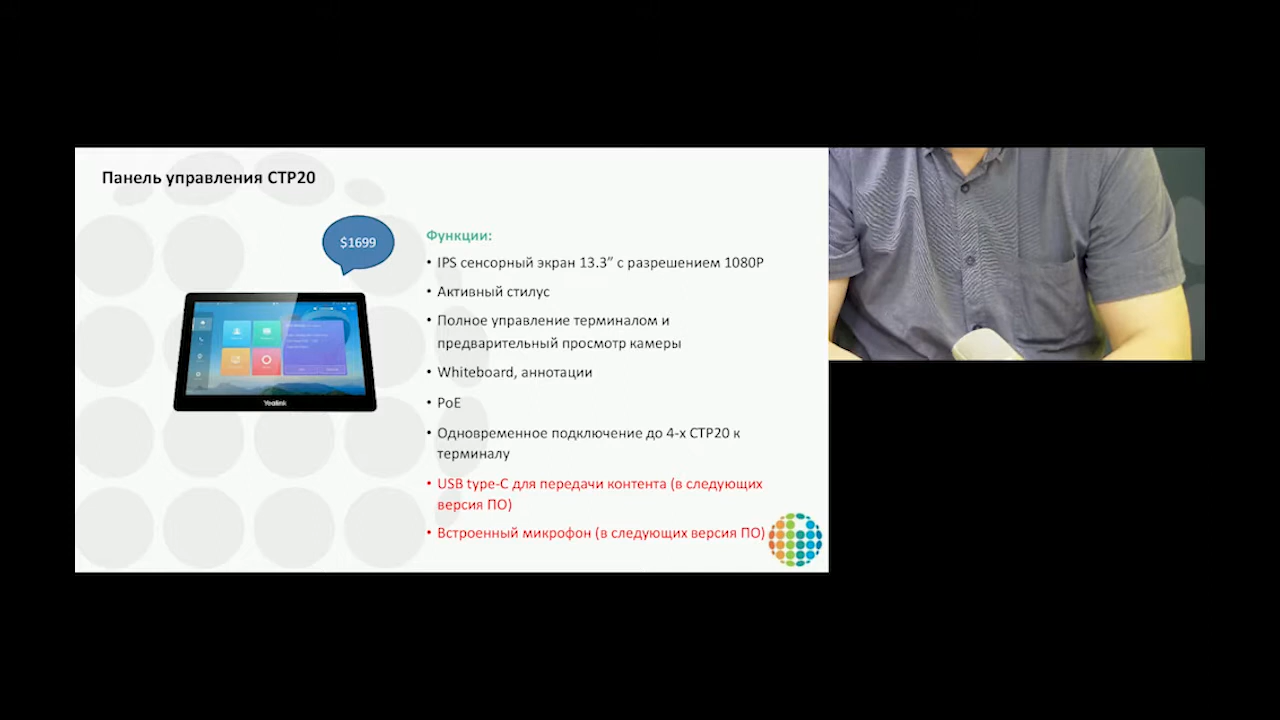 Панель управления CTP20
$1699
Функции:
• IPS сенсорный экран 13.3” с разрешением 1080P
• Активный стилус
• Полное управление терминалом и
предварительный просмотр камеры
• Whiteboard, аннотации
• PoE
• Одновременное подключение до 4-х CTP20 к
терминалу
• USB type-C для передачи контента (в следующих
версия ПО)
• Встроенный микрофон (в следующих версия ПО)
Yealink